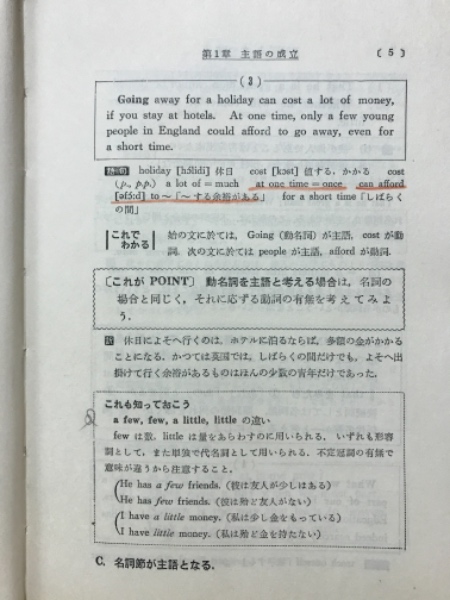 第1章 主語の成立 〔 5 〕
( 3 )
Going away for a holiday can cost a lot of money,
if you stay at hotels. At one time, only a few young
people in England could afford to go away, even for
a short time.
語句 holiday [hɔ́lidi] 休日 cost [kɔst] 値する, かかる cost
(p., p.p.) a lot of = much at one time = once can afford
[əfɔ́:d] to ~「~する余裕がある」 for a short time「しばらく
の間」
これで
わかる
始の文に於ては, Going (動名詞) が主語, cost が動
詞. 次の文に於ては people が主語, afford が動詞.
〔これが POINT〕 動名詞を主語と考える場合は, 名詞の
場合と同じく, それに応ずる動詞の有無を考えてみよ
う.
訳 休日によそへ行くのは, ホテルに泊るならば, 多額の金がかかる
ことになる. かつては英国では, しばらくの間だけでも, よそへ出
掛けて行く余裕があるものはほんの少数の青年だけであった.
これも知っておこう
a few, few, a little, little の違い
few は数, little は量をあらわすのに用いられる. いずれも形容
詞として, また単独で代名詞として用いられる. 不定冠詞の有無で
意味が違うから注意すること.
He has a few friends. (彼は友人が少しはある)
He has few friends. (彼は殆ど友人がない)
I have a little money. (私は少し金をもっている)
I have little money. (私は殆ど金を持たない)
C. 名詞節が主語となる.